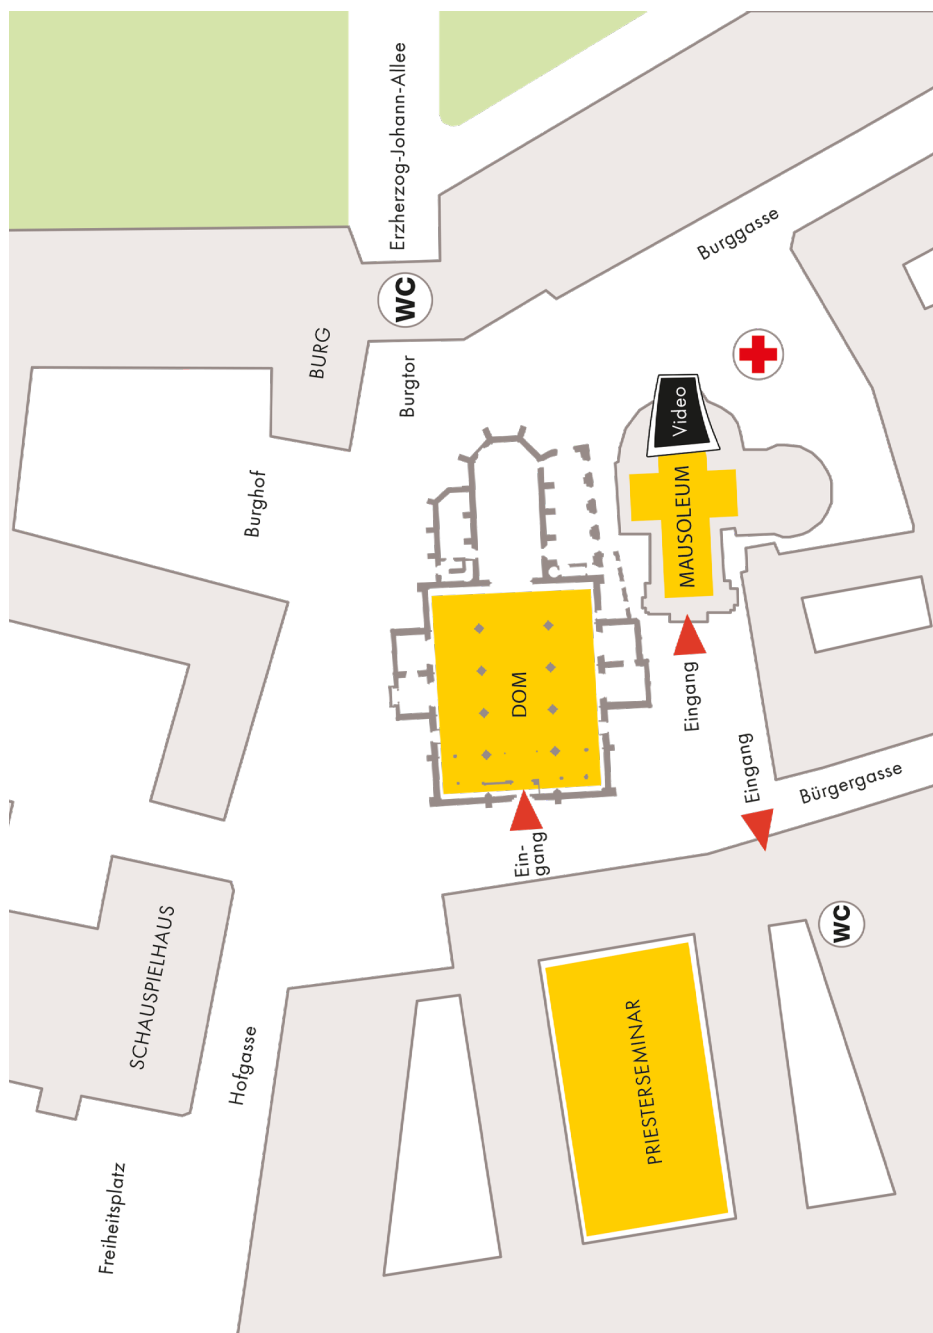 Erzherzog-Johann-Allee
Burggasse
WC
BURG
Burgtor
Video
Burghof
MAUSOLEUM
DOM
Eingang
Eingang
Bürgergasse
Ein-
gang
SCHAUSPIELHAUS
WC
Hofgasse
PRIESTERSEMINAR
Freiheitsplatz